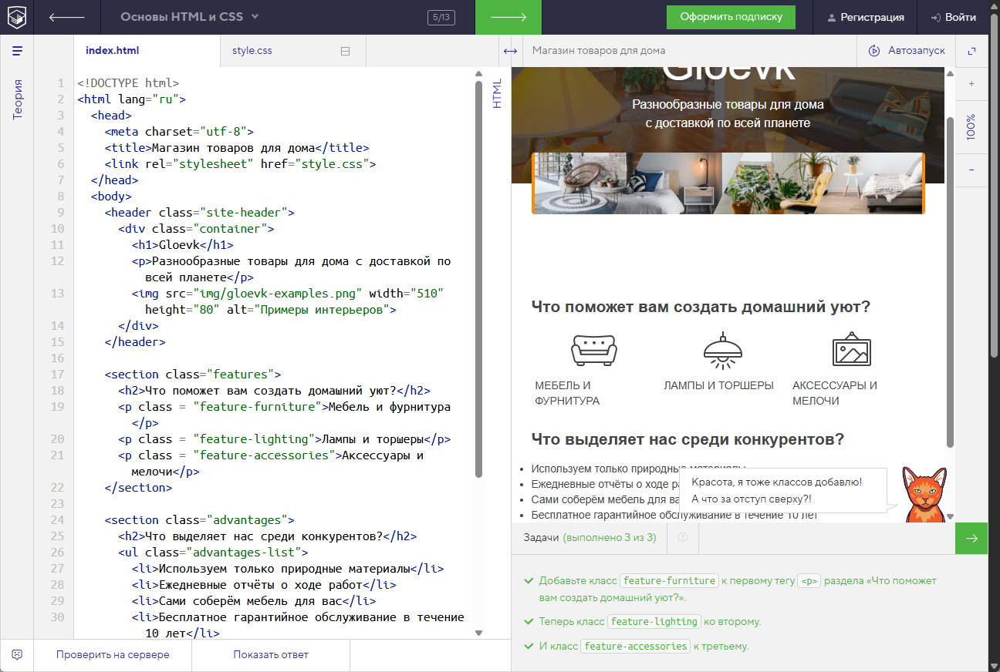 Основы HTML и CSS
5/13
Оформить подписку
Регистрация
Войти
index.html
style.css
Магазин товаров для дома
Автозапуск
Теория
HTML
+
100%
−
1 <!DOCTYPE html>
2 <html lang="ru">
3 <head>
4 <meta charset="utf-8">
5 <title>Магазин товаров для дома</title>
6 <link rel="stylesheet" href="style.css">
7 </head>
8 <body>
9 <header class="site-header">
10 <div class="container">
11 <h1>Gloevk</h1>
12 <p>Разнообразные товары для дома с доставкой по
всей планете</p>
13 <img src="img/gloevk-examples.png" width="510"
height="80" alt="Примеры интерьеров">
14 </div>
15 </header>
16
17 <section class="features">
18 <h2>Что поможет вам создать домашний уют?</h2>
19 <p class = "feature-furniture">Мебель и фурнитура
</p>
20 <p class = "feature-lighting">Лампы и торшеры</p>
21 <p class = "feature-accessories">Аксессуары и
мелочи</p>
22 </section>
23
24 <section class="advantages">
25 <h2>Что выделяет нас среди конкурентов?</h2>
26 <ul class="advantages-list">
27 <li>Используем только природные материалы</li>
28 <li>Ежедневные отчёты о ходе работ</li>
29 <li>Сами соберём мебель для вас</li>
30 <li>Бесплатное гарантийное обслуживание в течение
10 лет</li>
Проверить на сервере
Показать ответ
Gloevk
Разнообразные товары для дома
с доставкой по всей планете
Что поможет вам создать домашний уют?
МЕБЕЛЬ И
ФУРНИТУРА
ЛАМПЫ И ТОРШЕРЫ
АКСЕССУАРЫ И
МЕЛОЧИ
Что выделяет нас среди конкурентов?
Используем только природные материалы
Ежедневные отчёты о ходе ра
Сами соберём мебель для ва
Бесплатное гарантийное обслуживание в течение 10 лет
Красота, я тоже классов добавлю!
А что за отступ сверху?!
Задачи (выполнено 3 из 3)
Добавьте класс feature-furniture к первому тегу <p> раздела «Что поможет
вам создать домашний уют?».
Теперь класс feature-lighting ко второму.
И класс feature-accessories к третьему.